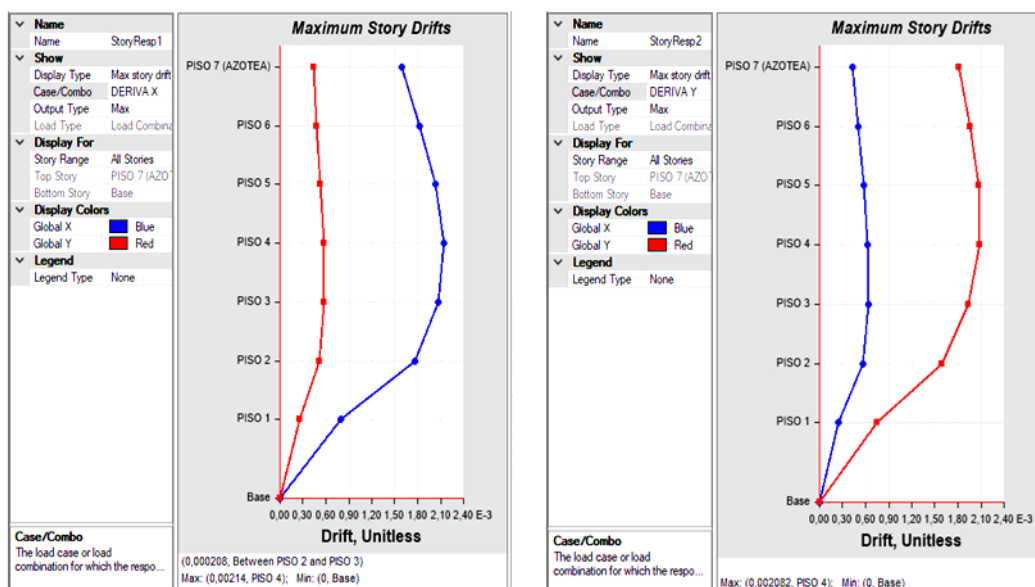 Name
Name StoryResp1
Show
Display Type Max story drift
Case/Combo DERIVA X
Output Type Max
Load Type Load Combina
Display For
Story Range All Stories
Top Story PISO 7 (AZOT
Bottom Story Base
Display Colors
Global X Blue
Global Y Red
Legend
Legend Type None
Case/Combo
The load case or load
combination for which the respo...
Maximum Story Drifts
PISO 7 (AZOTEA)
PISO 6
PISO 5
PISO 4
PISO 3
PISO 2
PISO 1
Base
0,00 0,30 0,60 0,90 1,20 1,50 1,80 2,10 2,40 E-3
Drift, Unitless
(0,000208, Between PISO 2 and PISO 3)
Max: (0,00214, PISO 4); Min: (0, Base)
Name
Name StoryResp2
Show
Display Type Max story drift
Case/Combo DERIVA Y
Output Type Max
Load Type Load Combina
Display For
Story Range All Stories
Top Story PISO 7 (AZOT
Bottom Story Base
Display Colors
Global X Blue
Global Y Red
Legend
Legend Type None
Case/Combo
The load case or load
combination for which the respo...
Maximum Story Drifts
PISO 7 (AZOTEA)
PISO 6
PISO 5
PISO 4
PISO 3
PISO 2
PISO 1
Base
0,00 0,30 0,60 0,90 1,20 1,50 1,80 2,10 2,40 E-3
Drift, Unitless
Max: (0,002082, PISO 4); Min: (0, Base)